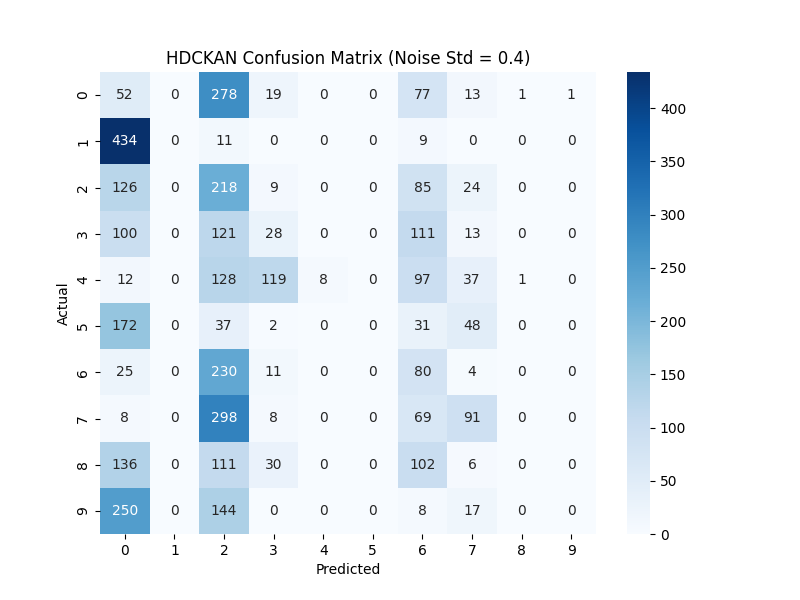 HDCKAN Confusion Matrix (Noise Std = 0.4)
Actual
0 52 0 278 19 0 0 77 13 1 1
1 434 0 11 0 0 0 9 0 0 0
2 126 0 218 9 0 0 85 24 0 0
3 100 0 121 28 0 0 111 13 0 0
4 12 0 128 119 8 0 97 37 1 0
5 172 0 37 2 0 0 31 48 0 0
6 25 0 230 11 0 0 80 4 0 0
7 8 0 298 8 0 0 69 91 0 0
8 136 0 111 30 0 0 102 6 0 0
9 250 0 144 0 0 0 8 17 0 0
0 1 2 3 4 5 6 7 8 9
Predicted
400
350
300
250
200
150
100
50
0